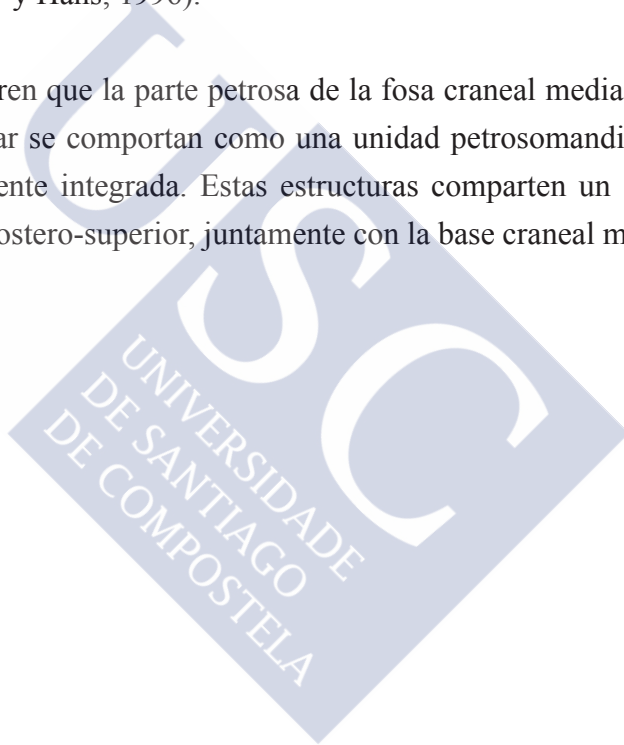 y Hans, 1996).
ren que la parte petrosa de la fosa craneal media
ar se comportan como una unidad petrosomandi
ente integrada. Estas estructuras comparten un
ostero-superior, juntamente con la base craneal m
USC
UNIVERSIDADE
DE SANTIAGO
DE COMPOSTELA